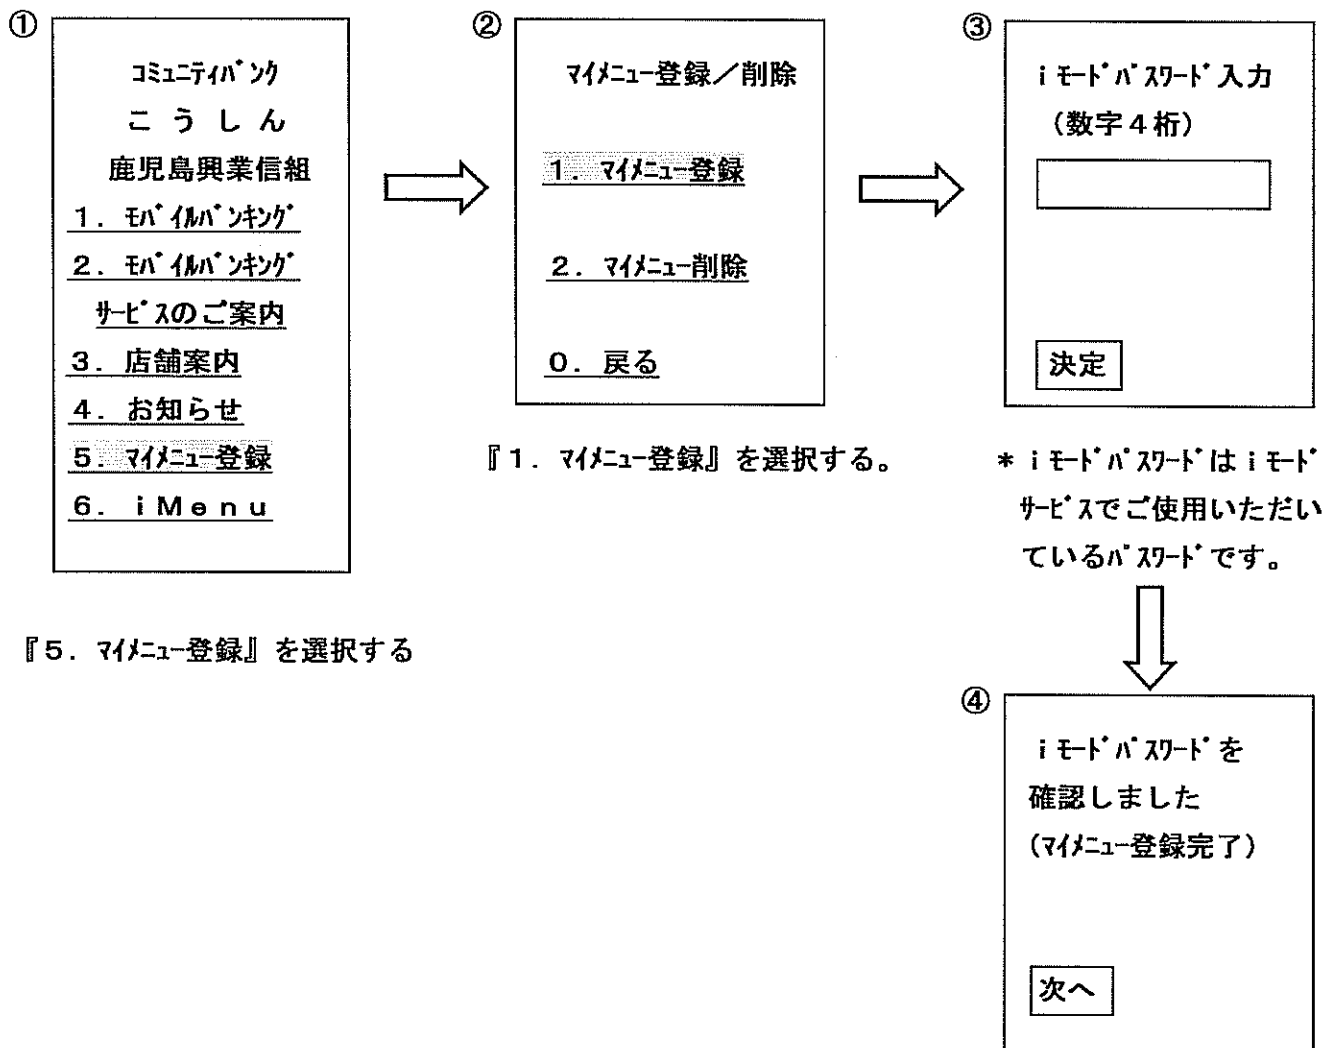 ①
コミュニティバンク
こ う し ん
鹿児島興業信組
1．モバイルバンキング
2．モバイルバンキング
サービスのご案内
3．店舗案内
4．お知らせ
5．マイメニュー登録
6．iMenu
『5．マイメニュー登録』を選択する
②
マイメニュー登録／削除
1．マイメニュー登録
2．マイメニュー削除
0．戻る
『1．マイメニュー登録』を選択する。
③
iモードパスワード入力
（数字4桁）
決定
＊iモードパスワードはiモード
サービスでご使用いただい
ているパスワードです。
④
iモードパスワードを
確認しました
（マイメニュー登録完了）
次へ